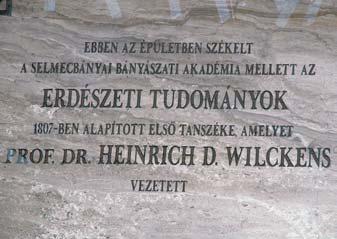 EBBEN AZ ÉPÜLETBEN SZÉKELT
A SELMECBÁNYAI BÁNYÁSZATI AKADÉMIA MELLETT AZ
ERDÉSZETI TUDOMÁNYOK
1807-BEN ALAPÍTOTT ELSŐ TANSZÉKE, AMELYET
PROF. DR. HEINRICH D. WILCKENS
VEZETETT